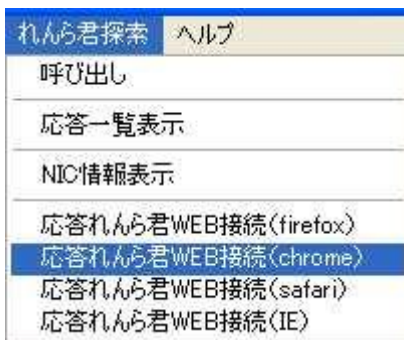 れんら君探索 ヘルプ
呼び出し
応答一覧表示
NIC情報表示
応答れんら君WEB接続(firefox)
応答れんら君WEB接続(chrome)
応答れんら君WEB接続(safari)
応答れんら君WEB接続(IE)